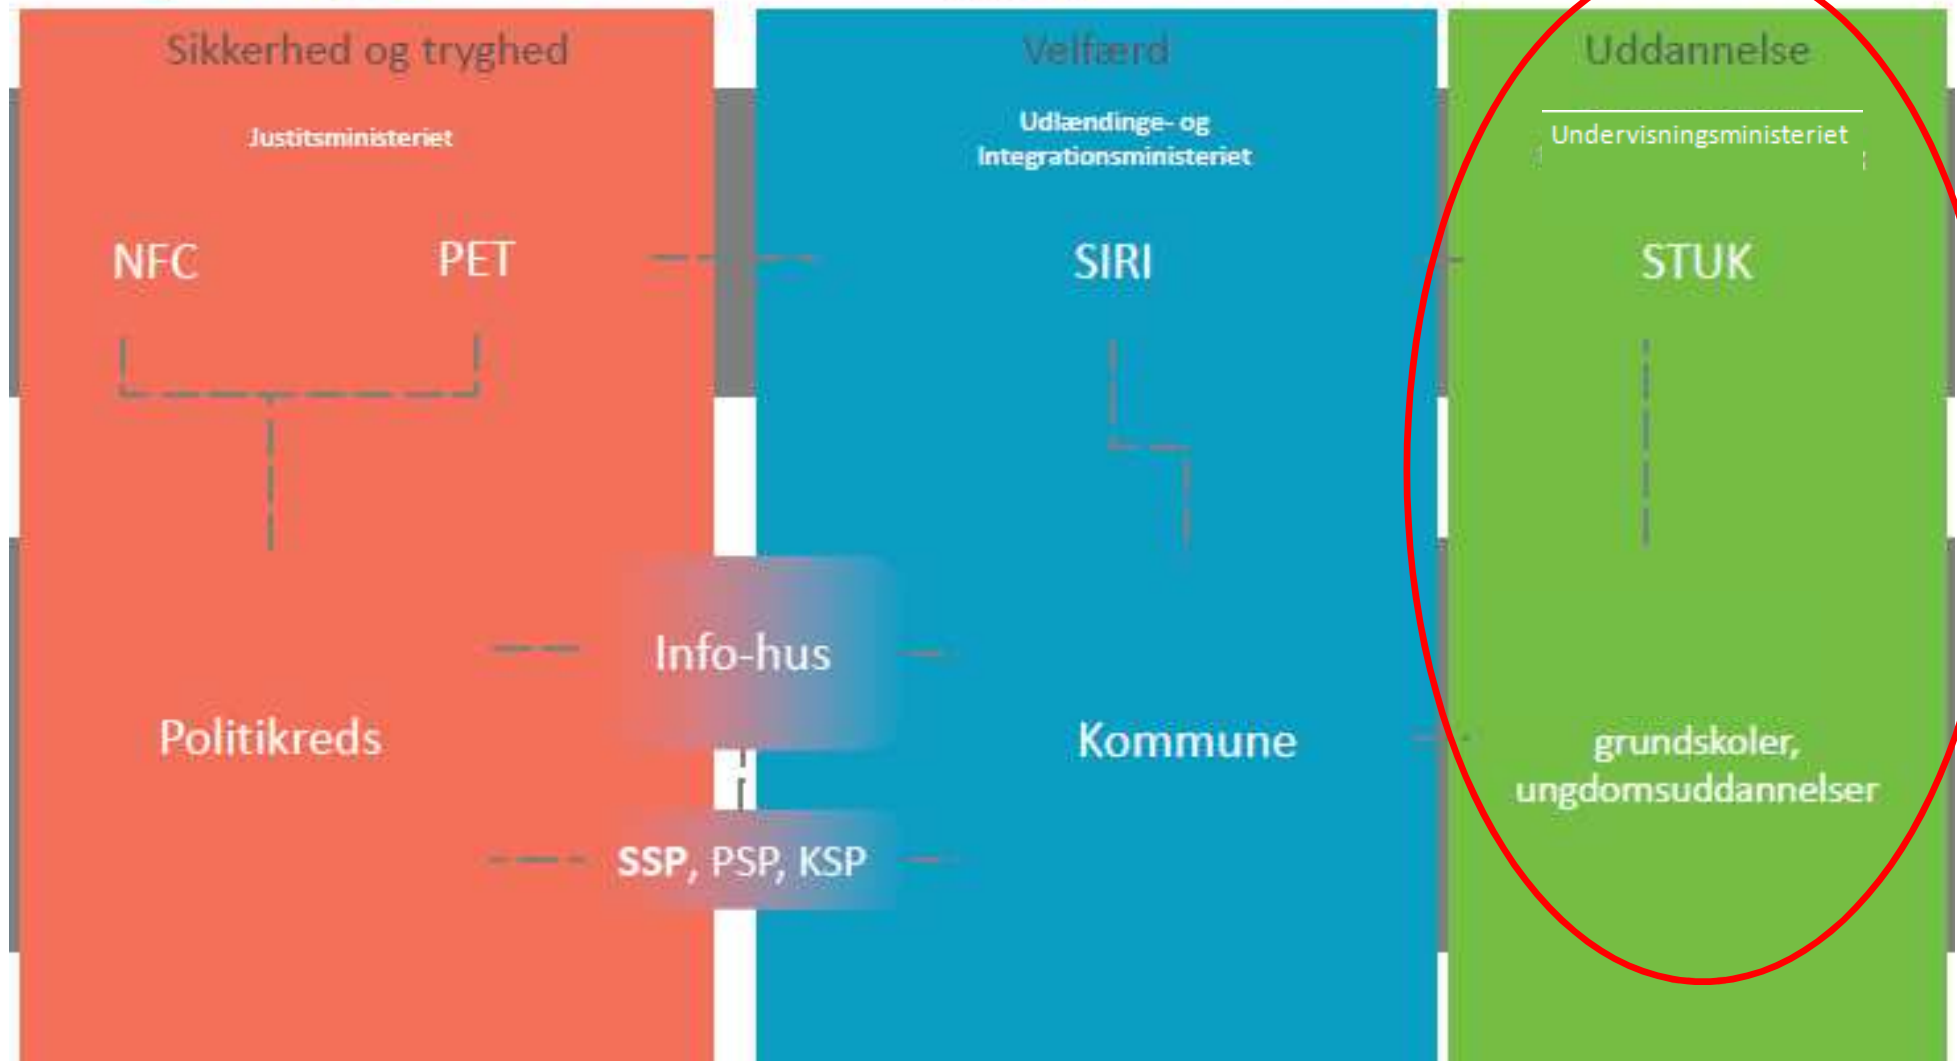 Sikkerhed og tryghed
Justitsministeriet
NFC
PET
Politikreds
Info-hus
SSP, PSP, KSP
Velfærd
Udlændinge- og
Integrationsministeriet
SIRI
Kommune
Uddannelse
Undervisningsministeriet
STUK
grundskoler,
ungdomsuddannelser